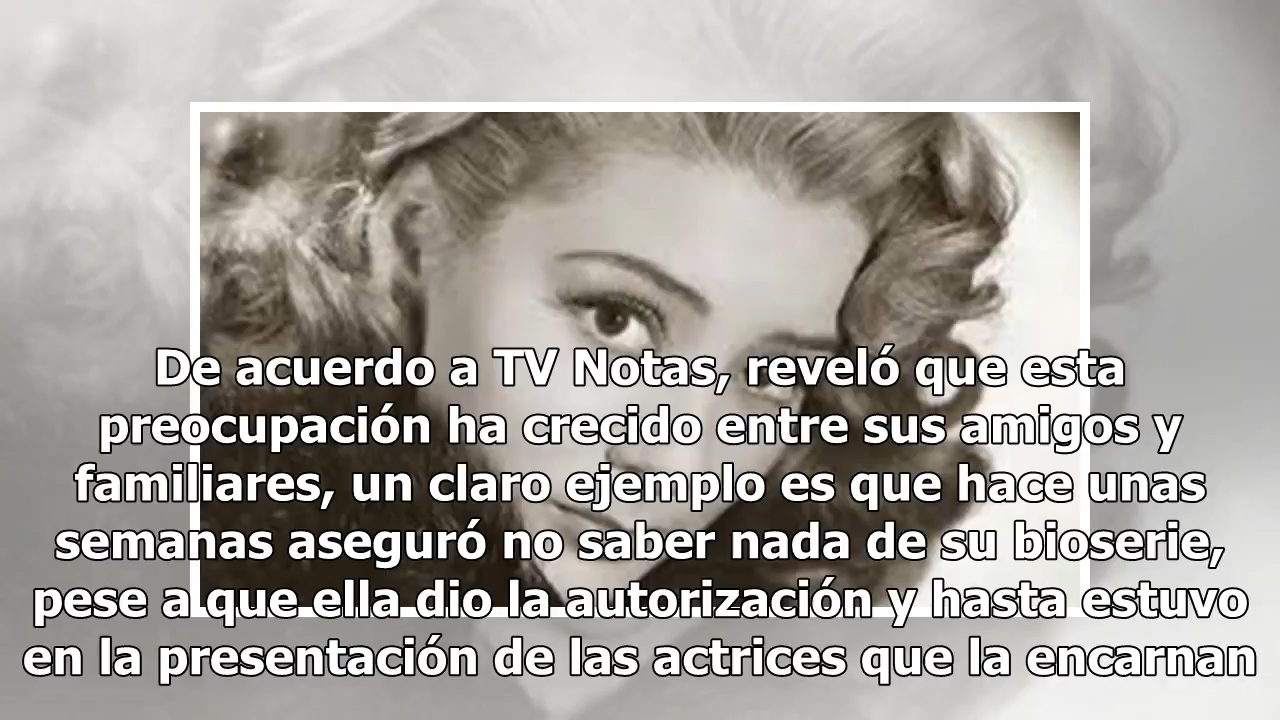 De acuerdo a TV Notas, reveló que esta
preocupación ha crecido entre sus amigos y
familiares, un claro ejemplo es que hace unas
semanas aseguró no saber nada de su bioserie,
pese a que ella dio la autorización y hasta estuvo
en la presentación de las actrices que la encarnan